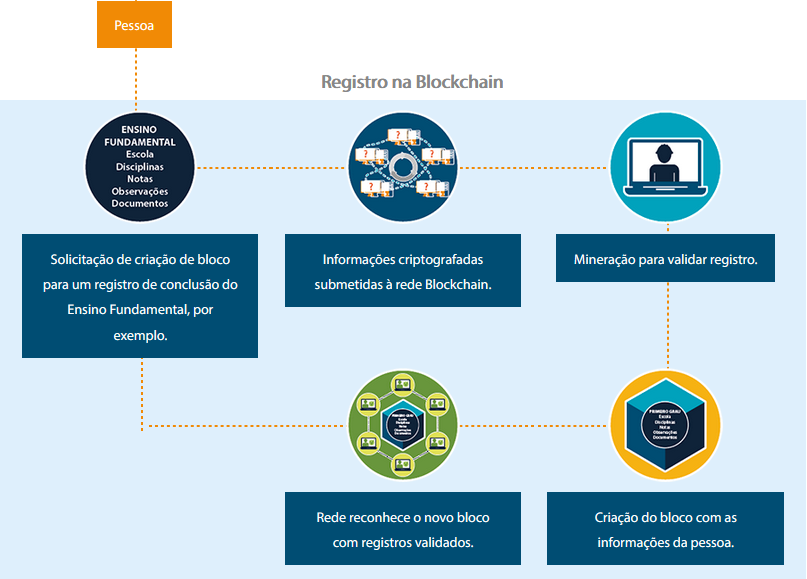 Pessoa
Registro na Blockchain
ENSINO
FUNDAMENTAL
Escola
Disciplinas
Notas
Observações
Documentos
?
?
?
?
?
Solicitação de criação de bloco
para um registro de conclusão do
Ensino Fundamental, por
exemplo.
Informações criptografadas
submetidas à rede Blockchain.
Mineração para validar registro.
PRIMEIRO GRAU
Escola
Disciplinas
Notas
Observações
Documentos
PRIMEIRO GRAU
Escola
Disciplinas
Notas
Observações
Documentos
Rede reconhece o novo bloco
com registros validados.
Criação do bloco com as
informações da pessoa.